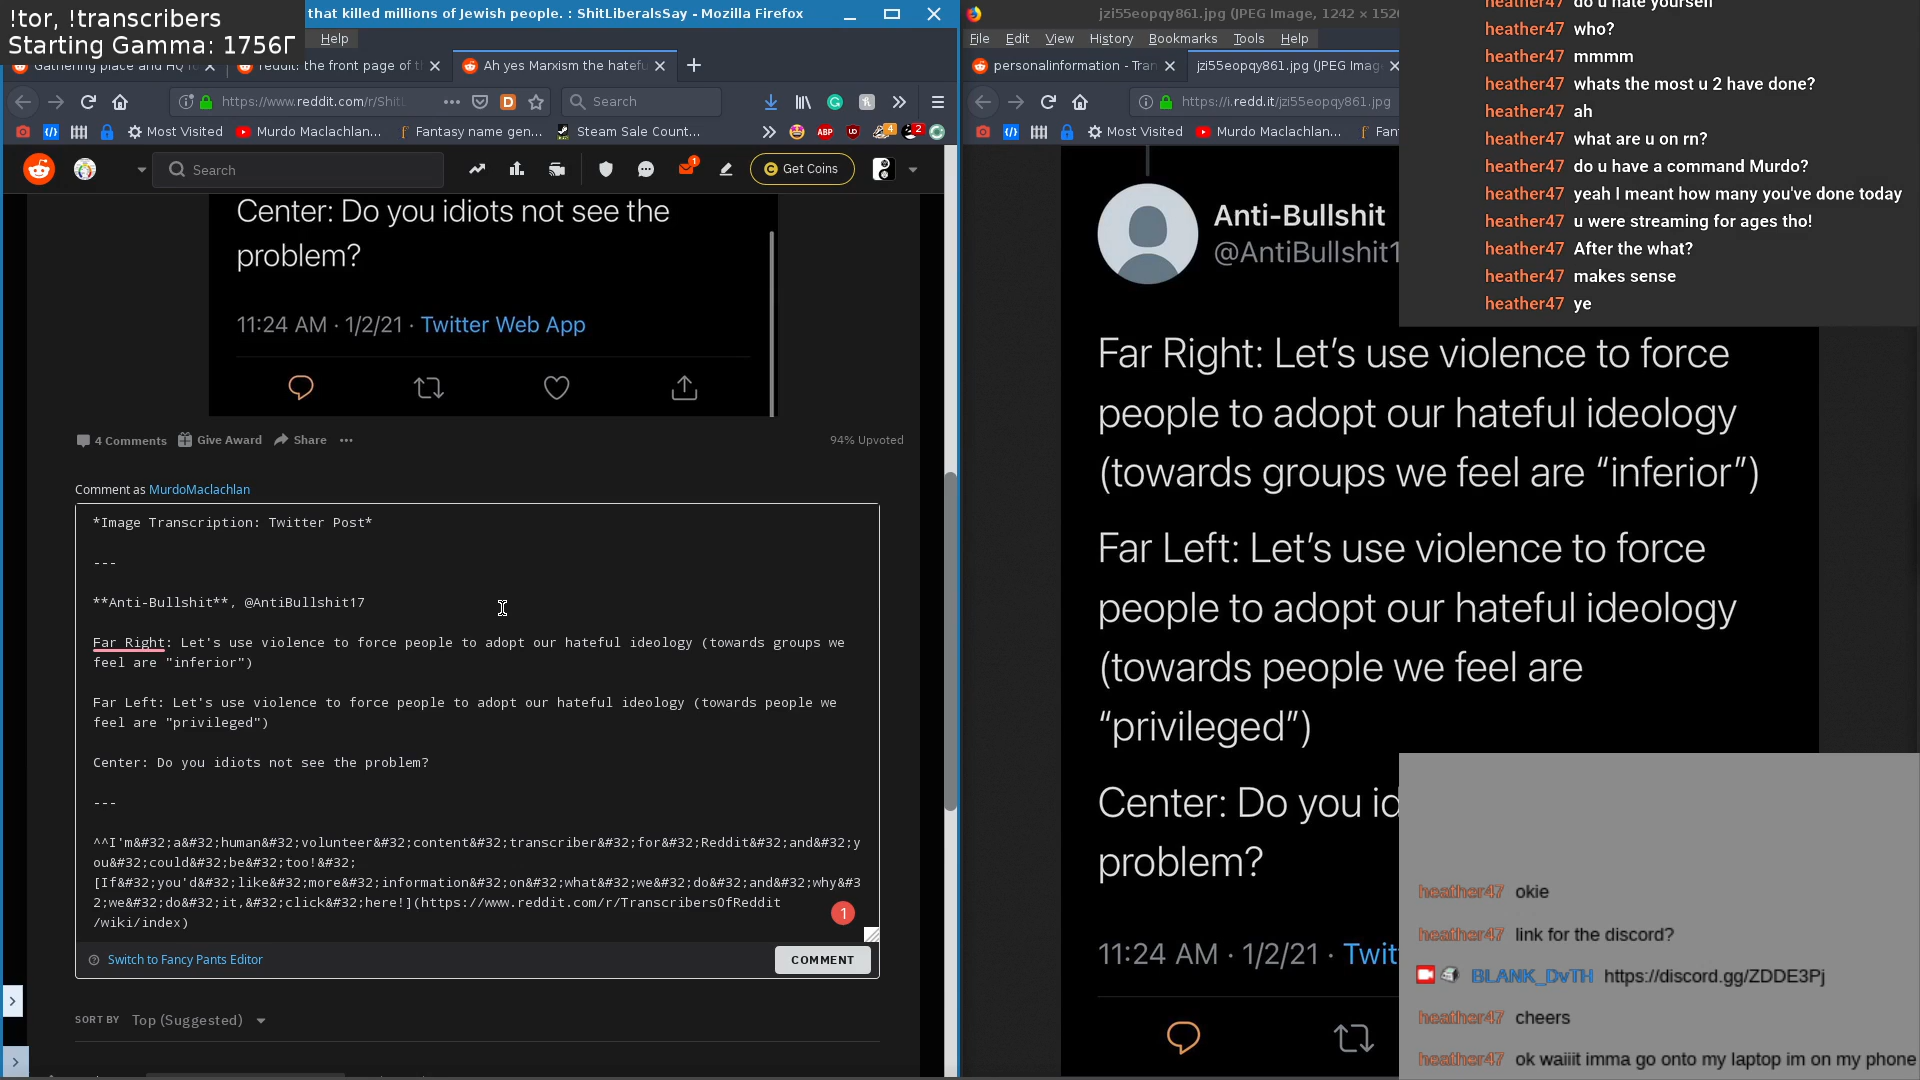 !tor, !transcribers
Starting Gamma: 1756Γ
that killed millions of Jewish people. : ShitLiberalsSay - Mozilla Firefox
Help
Gathering place and HQ fo
reddit: the front page of t
Ah yes Marxism the hatefu
https://www.reddit.com/r/Shitl
Search
Most Visited
Murdo Maclachlan...
Fantasy name gen...
Steam Sale Count...
ABP
4
2
Search
1
Get Coins
Center: Do you idiots not see the
problem?
11:24 AM · 1/2/21 · Twitter Web App
4 Comments
Give Award
Share
94% Upvoted
Comment as MurdoMaclachlan
*Image Transcription: Twitter Post*
---
**Anti-Bullshit**, @AntiBullshit17
Far Right: Let's use violence to force people to adopt our hateful ideology (towards groups we
feel are "inferior")
Far Left: Let's use violence to force people to adopt our hateful ideology (towards people we
feel are "privileged")
Center: Do you idiots not see the problem?
---
^^I'm&#32;a&#32;human&#32;volunteer&#32;content&#32;transcriber&#32;for&#32;Reddit&#32;and&#32;y
ou&#32;could&#32;be&#32;too!&#32;
[If&#32;you'd&#32;like&#32;more&#32;information&#32;on&#32;what&#32;we&#32;do&#32;and&#32;why&#3
2;we&#32;do&#32;it,&#32;click&#32;here!](https://www.reddit.com/r/TranscribersOfReddit
/wiki/index)
1
Switch to Fancy Pants Editor
COMMENT
SORT BY
Top (Suggested)
jzi55eopqy861.jpg (JPEG Image, 1242 × 1526
File
Edit
View
History
Bookmarks
Tools
Help
personalinformation - Tran
jzi55eopqy861.jpg (JPEG Imag
https://i.redd.it/jzi55eopqy861.jpg
Most Visited
Murdo Maclachlan...
Fan
Anti-Bullshit
@AntiBullshit1
Far Right: Let’s use violence to force
people to adopt our hateful ideology
(towards groups we feel are “inferior”)
Far Left: Let’s use violence to force
people to adopt our hateful ideology
(towards people we feel are
“privileged”)
Center: Do you id
problem?
11:24 AM · 1/2/21 · Twit
heather47 do u hate yourself
heather47 who?
heather47 mmmm
heather47 whats the most u 2 have done?
heather47 ah
heather47 what are u on rn?
heather47 do u have a command Murdo?
heather47 yeah I meant how many you've done today
heather47 u were streaming for ages tho!
heather47 After the what?
heather47 makes sense
heather47 ye
heather47 okie
heather47 link for the discord?
BLANK_DvTH https://discord.gg/ZDDE3Pj
heather47 cheers
heather47 ok waiiit imma go onto my laptop im on my phone